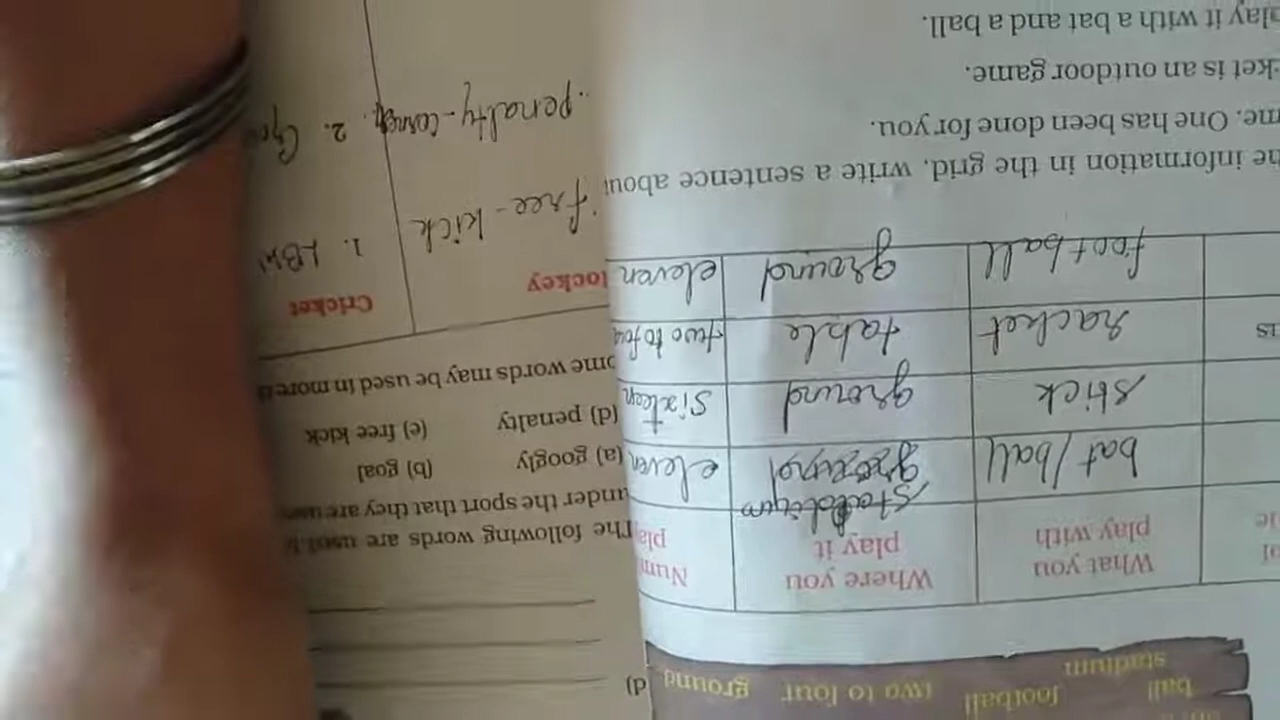 ball football two to four ground
stadium
What you play with
Where you play it
Num
pla
stadium
bat/ball ground eleven
stick ground sixteen
racket table two to fou
football ground eleven
he information in the grid, write a sentence about
me. One has been done for you.
ket is an outdoor game.
play it with a bat and a ball.
d)
The following words are used
under the sport that they are
(a) googly (b) goal
(d) penalty (e) free kick
ome words may be used in more
Hockey Cricket
free-kick 1. LBW
penalty-corner. 2.